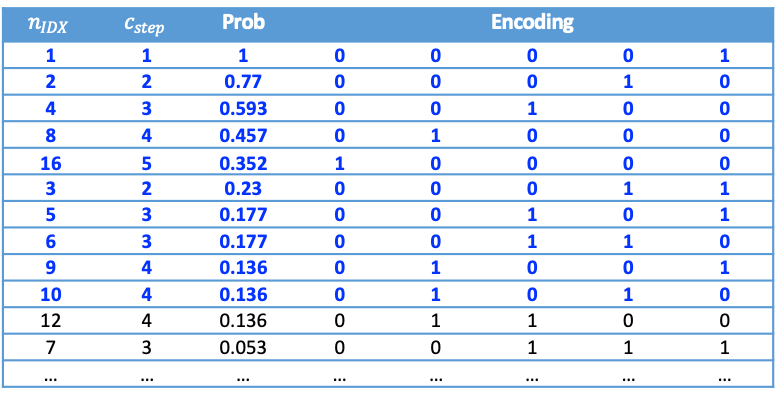 n_IDX c_step Prob Encoding
1 1 1 0 0 0 0 1
2 2 0.77 0 0 0 1 0
4 3 0.593 0 0 1 0 0
8 4 0.457 0 1 0 0 0
16 5 0.352 1 0 0 0 0
3 2 0.23 0 0 0 1 1
5 3 0.177 0 0 1 0 1
6 3 0.177 0 0 1 1 0
9 4 0.136 0 1 0 0 1
10 4 0.136 0 1 0 1 0
12 4 0.136 0 1 1 0 0
7 3 0.053 0 0 1 1 1
... ... ... ... ... ... ... ...